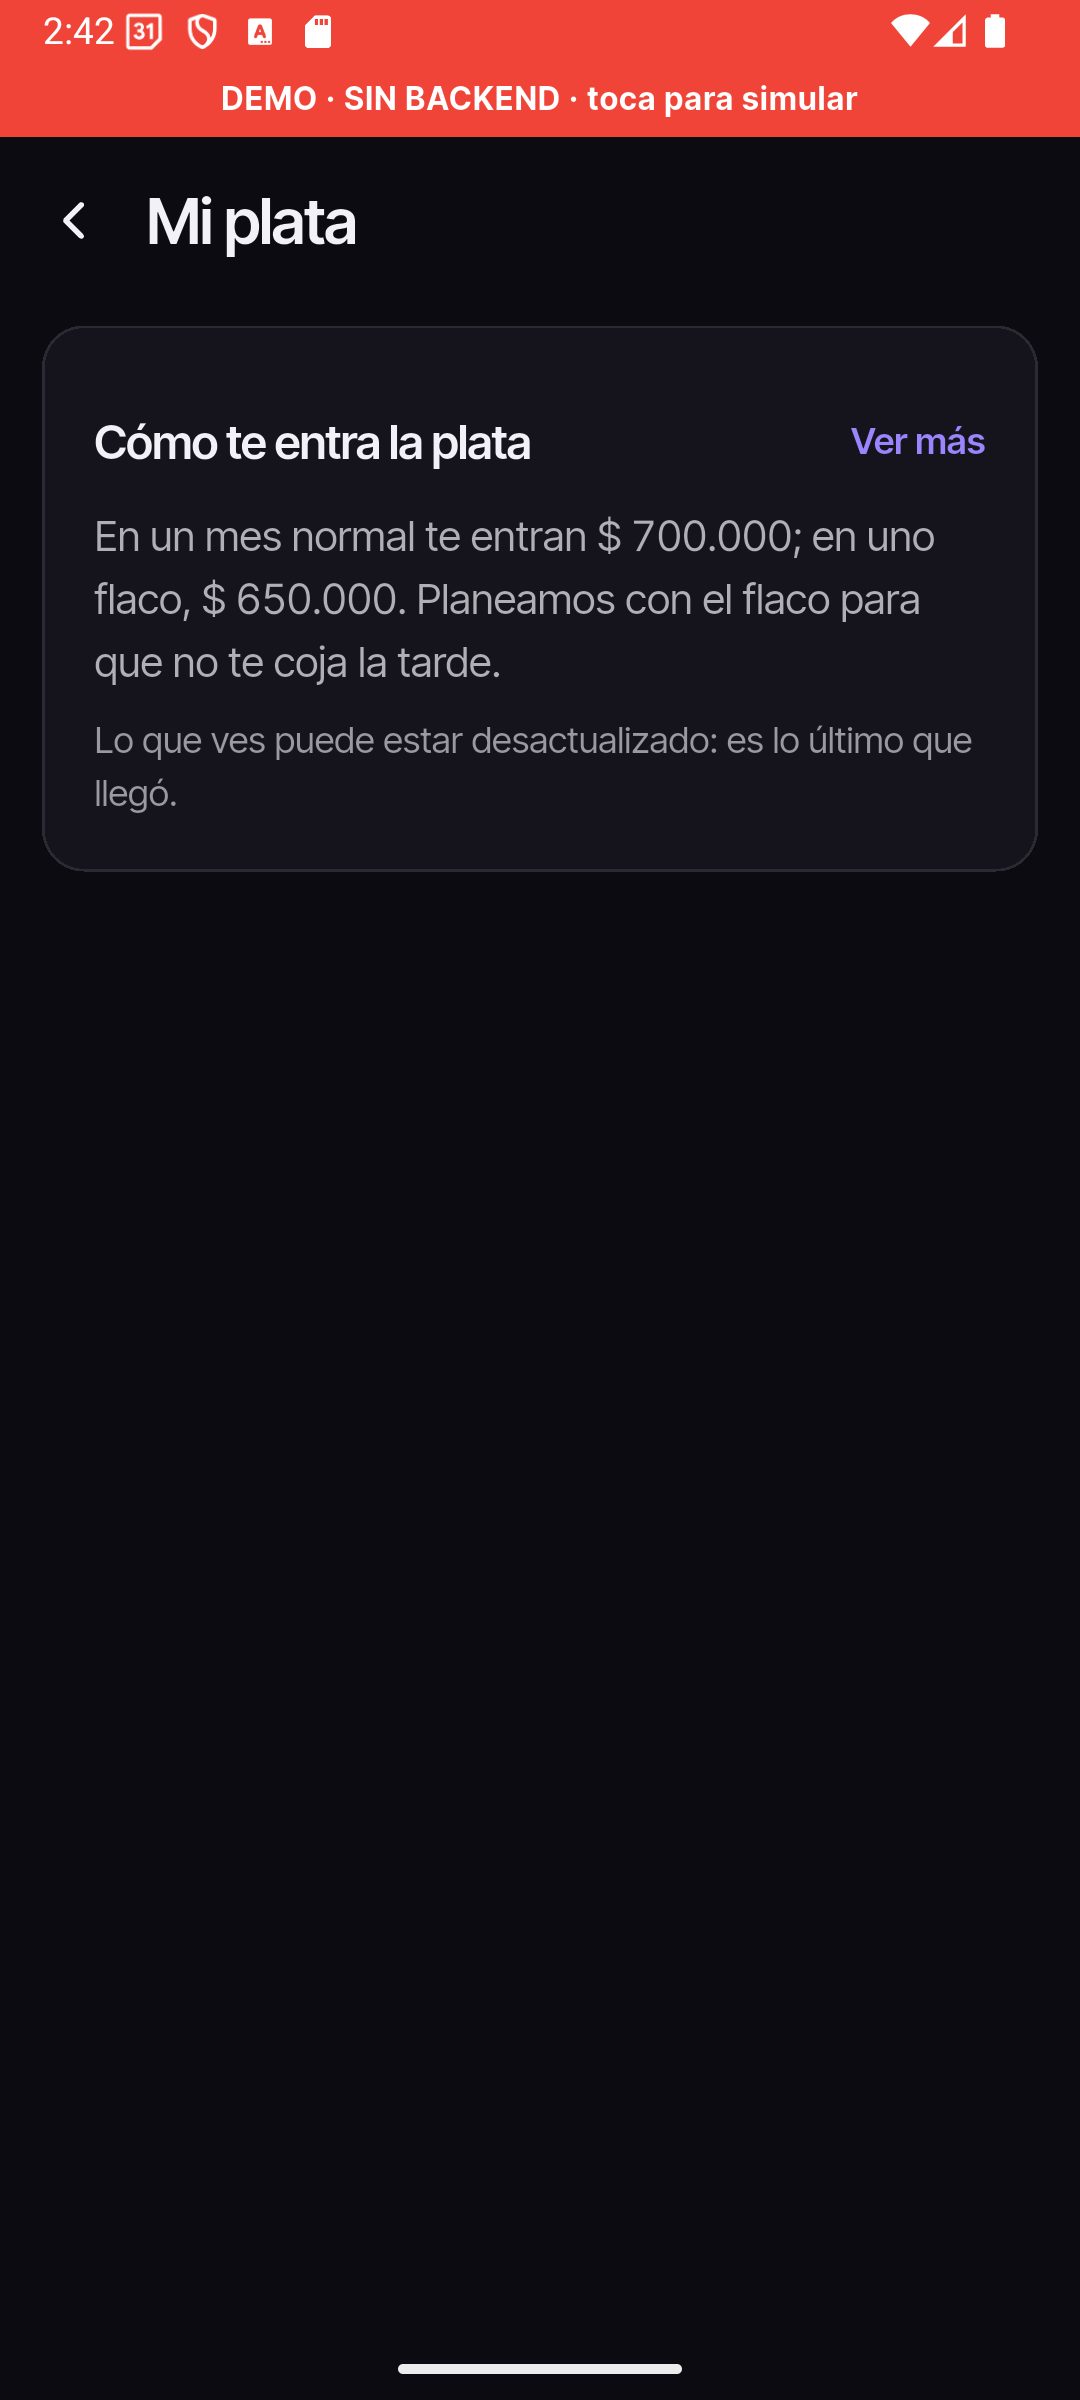 2:42 31 A
DEMO · SIN BACKEND · toca para simular
Mi plata
Cómo te entra la plata
Ver más
En un mes normal te entran $ 700.000; en uno
flaco, $ 650.000. Planeamos con el flaco para
que no te coja la tarde.
Lo que ves puede estar desactualizado: es lo último que
llegó.